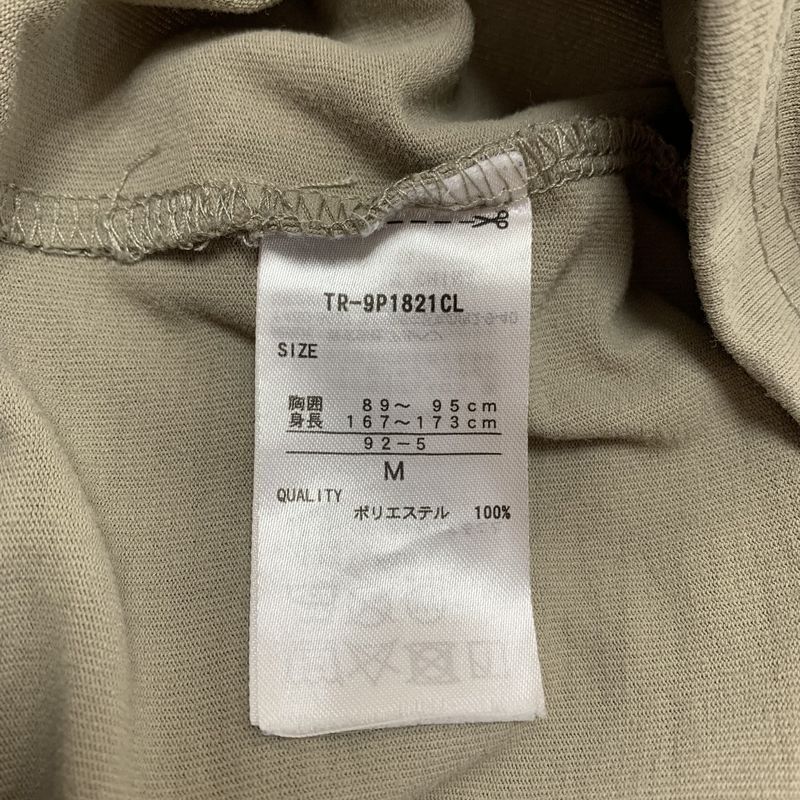 TR-9P1821CL
SIZE
胸囲 89〜 95cm
身長 167〜173cm
92-5
M
QUALITY
ポリエステル 100%